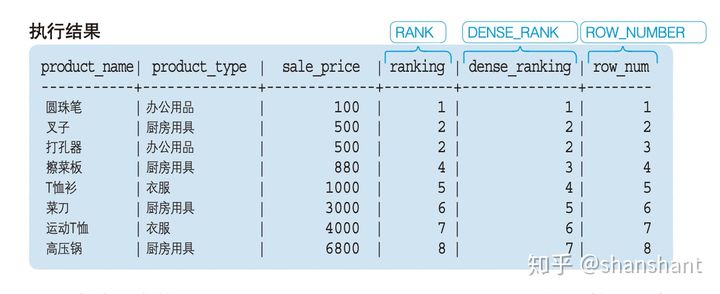 执行结果 RANK DENSE_RANK ROW_NUMBER
product_name| product_type | sale_price | ranking | dense_ranking | row_num
-------------+--------------+------------+---------+---------------+--------
圆珠笔 | 办公用品 | 100 | 1 | 1 | 1
叉子 | 厨房用具 | 500 | 2 | 2 | 2
打孔器 | 办公用品 | 500 | 2 | 2 | 3
擦菜板 | 厨房用具 | 880 | 4 | 3 | 4
T恤衫 | 衣服 | 1000 | 5 | 4 | 5
菜刀 | 厨房用具 | 3000 | 6 | 5 | 6
运动T恤 | 衣服 | 4000 | 7 | 6 | 7
高压锅 | 厨房用具 | 6800 | 8 | 7 | 8
知乎 @shanshant